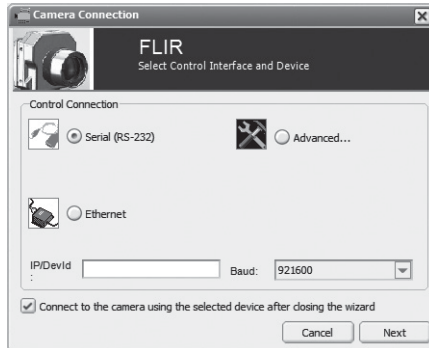 Camera Connection
FLIR
Select Control Interface and Device
Control Connection
Serial (RS-232)
Advanced...
Ethernet
IP/DevId
:
Baud:
921600
Connect to the camera using the selected device after closing the wizard
Cancel
Next